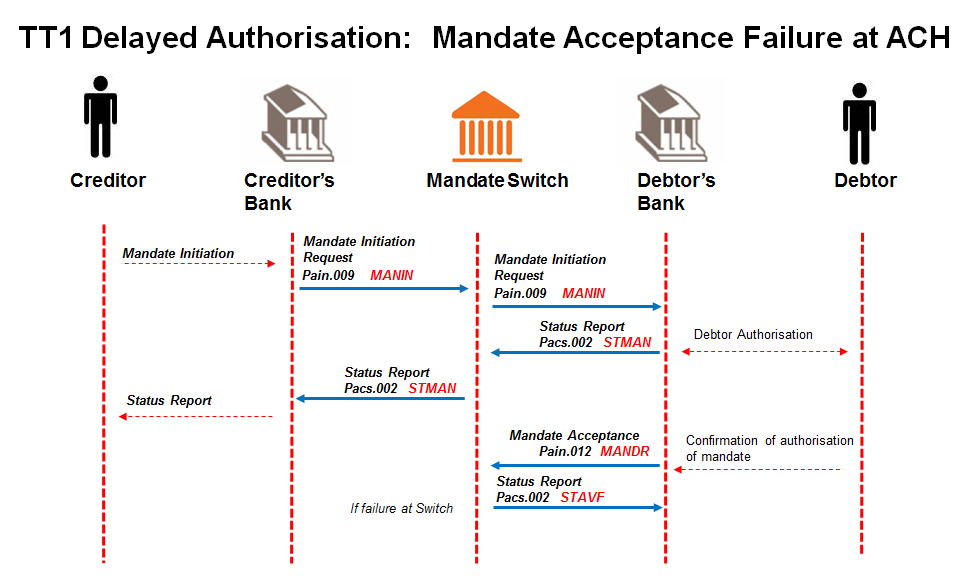 TT1 Delayed Authorisation:  Mandate Acceptance Failure at ACH
Creditor
Creditor's
Bank
Mandate Switch
Debtor's
Bank
Debtor
Mandate Initiation
Mandate Initiation
Request
Pain.009 MANIN
Mandate Initiation
Request
Pain.009 MANIN
Status Report
Pacs.002 STMAN
Debtor Authorisation
Status Report
Pacs.002 STMAN
Status Report
Mandate Acceptance
Pain.012 MANDR
Confirmation of authorisation
of mandate
Status Report
Pacs.002 STAVF
If failure at Switch